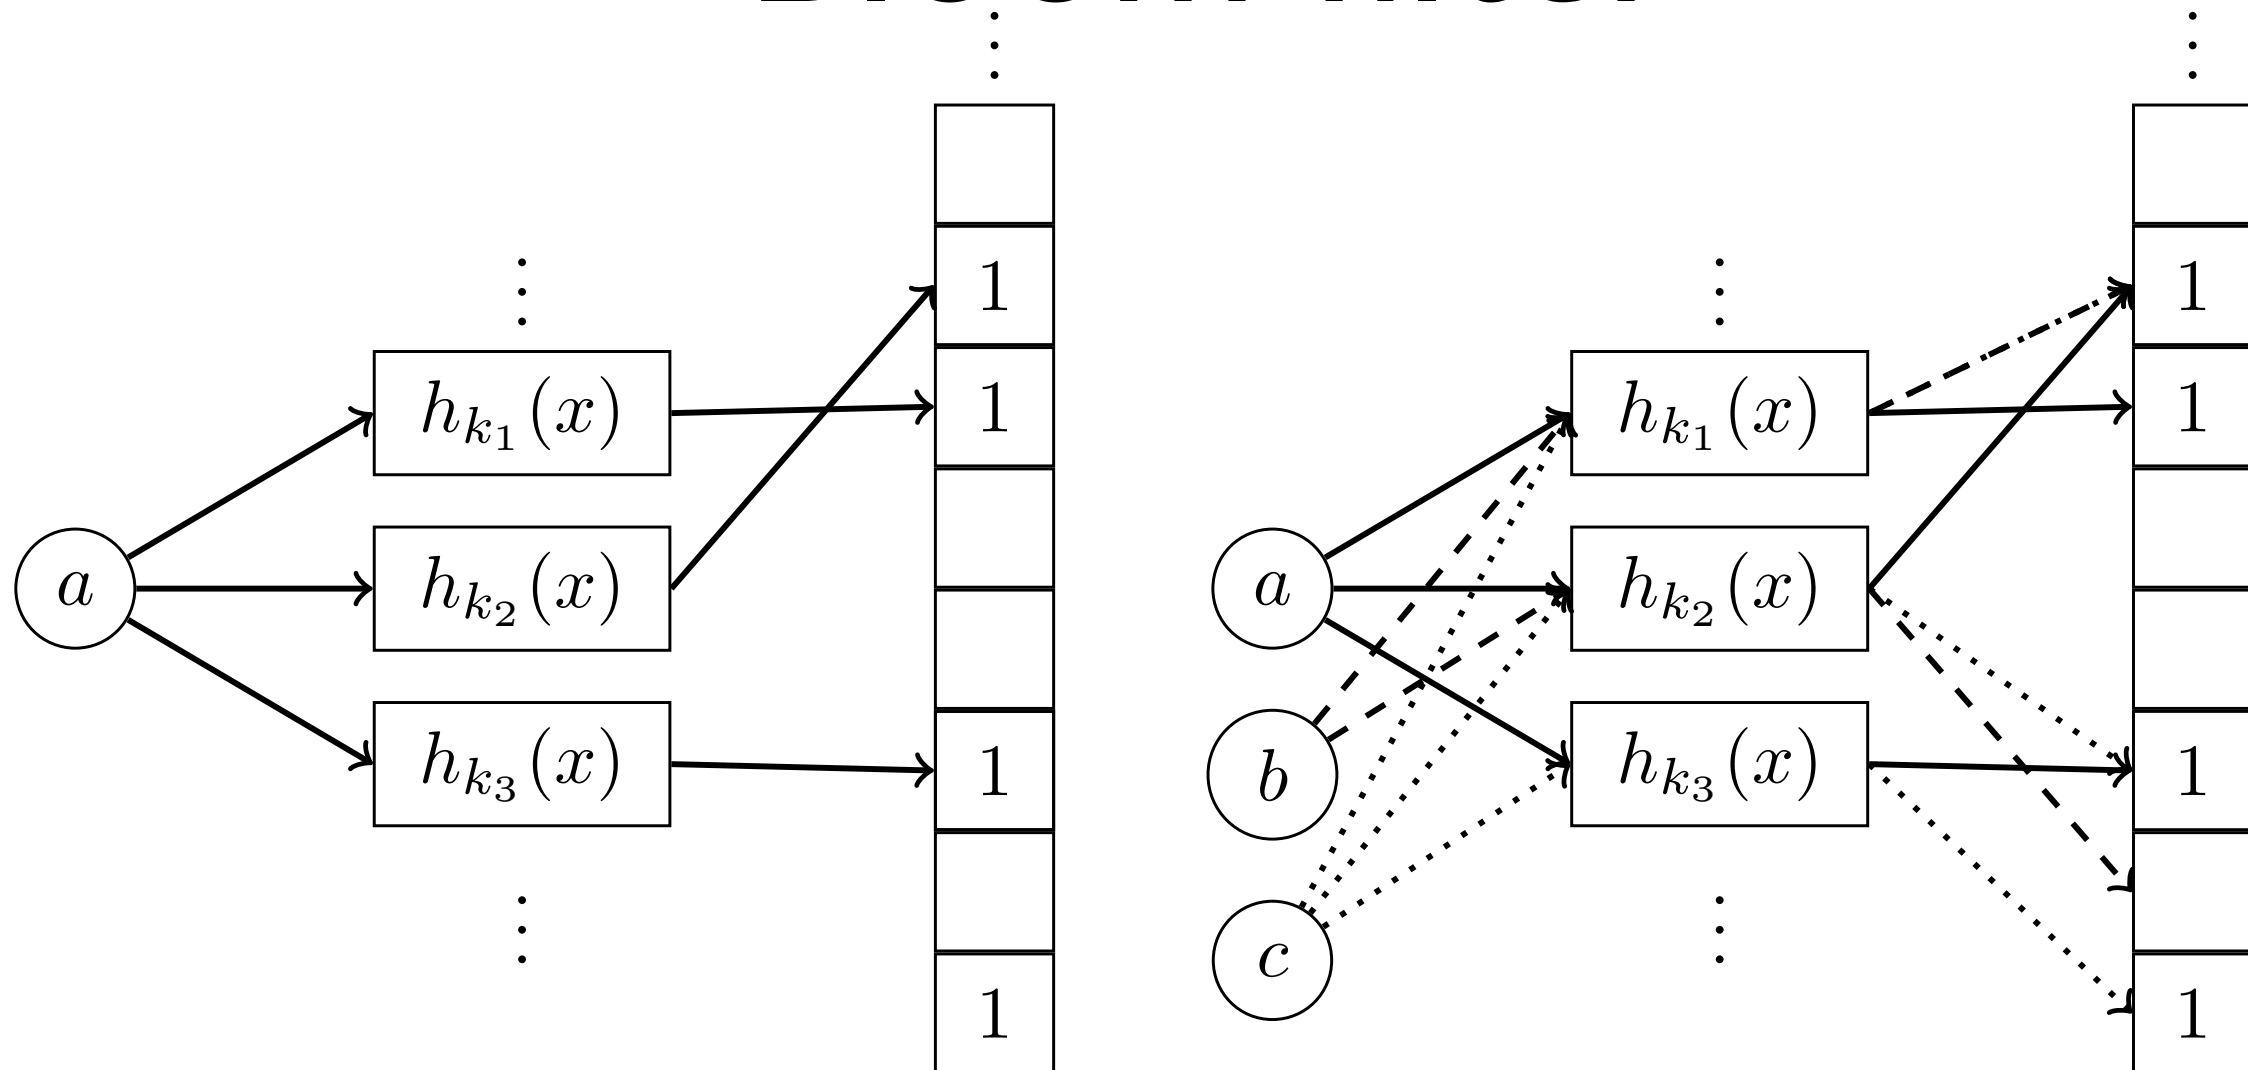 1
h_{k_1}(x) 1
a h_{k_2}(x)
h_{k_3}(x) 1
1
1
h_{k_1}(x) 1
a h_{k_2}(x)
b h_{k_3}(x) 1
c 1